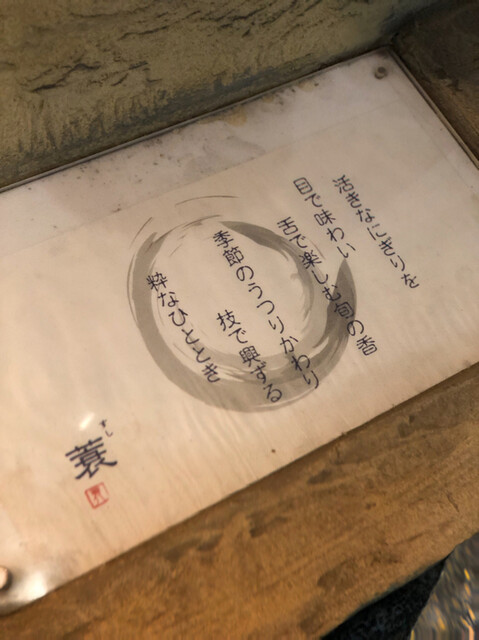 活きなにぎりを
目で味わい
舌で楽しむ旬の香
季節のうつりかわり
技で興ずる
粋なひととき
すし
蓑